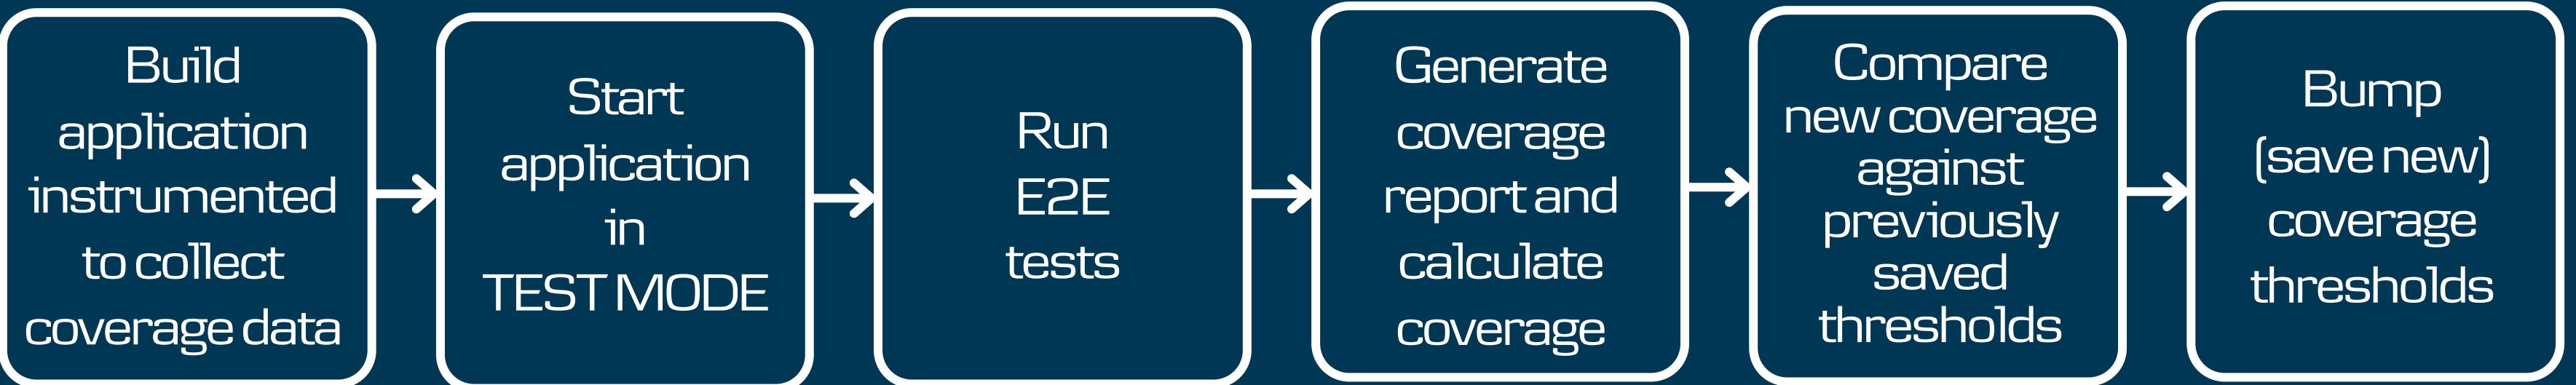 Build
application
instrumented
to collect
coverage data
Start
application
in
TEST MODE
Run
E2E
tests
Generate
coverage
report and
calculate
coverage
Compare
new coverage
against
previously
saved
thresholds
Bump
(save new)
coverage
thresholds